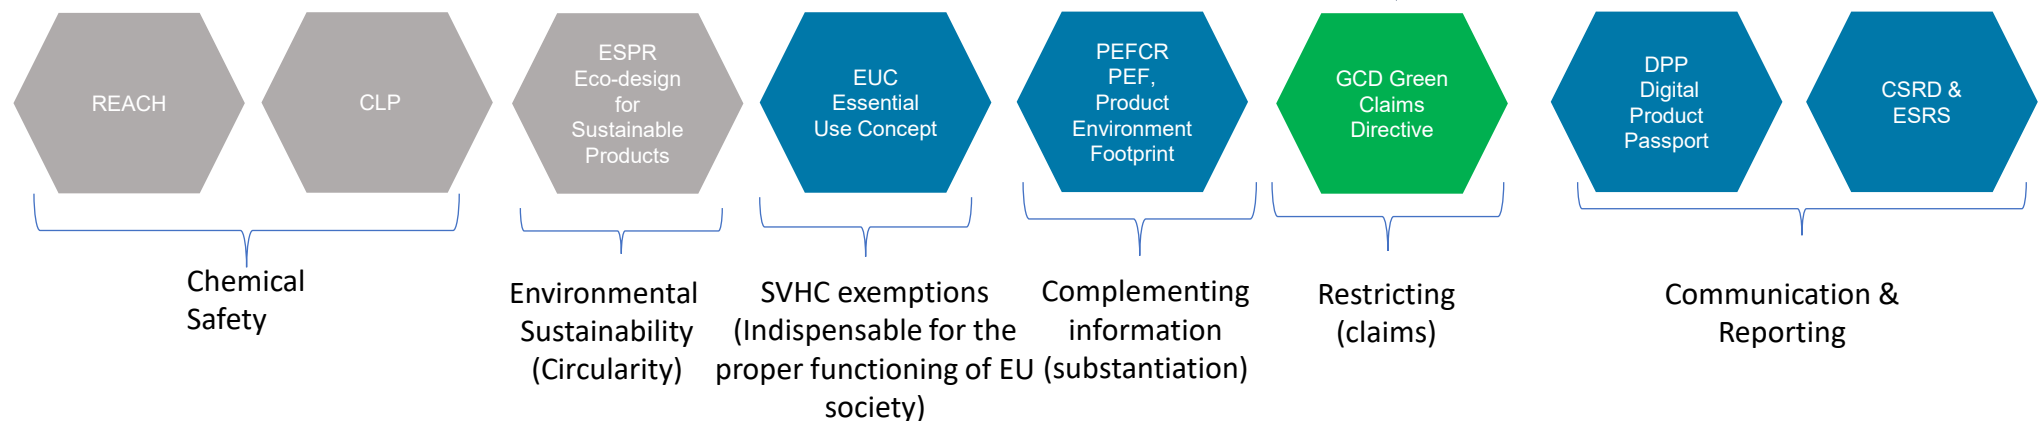 REACH
CLP
ESPR
Eco-design
for
Sustainable
Products
EUC
Essential
Use Concept
PEFCR
PEF,
Product
Environment
Footprint
GCD Green
Claims
Directive
DPP
Digital
Product
Passport
CSRD &
ESRS
Chemical
Safety
Environmental
Sustainability
(Circularity)
SVHC exemptions
(Indispensable for the
proper functioning of EU
society)
Complementing
information
(substantiation)
Restricting
(claims)
Communication &
Reporting